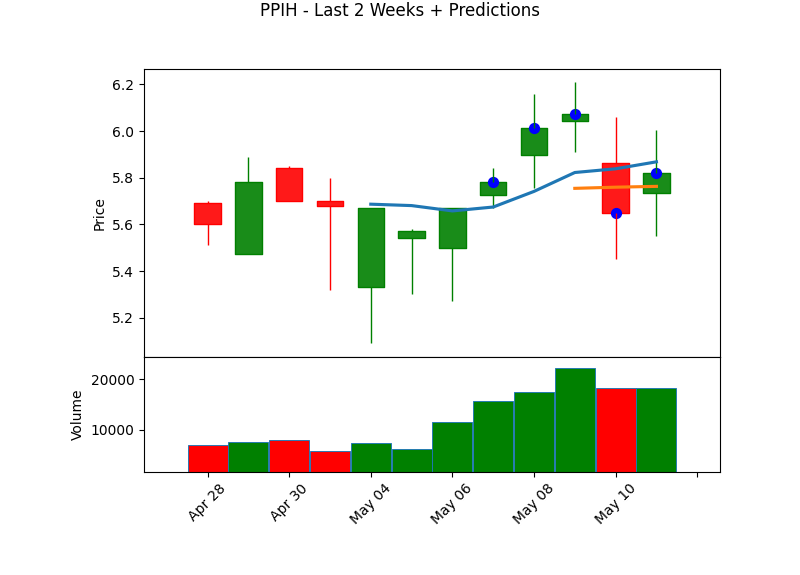 PPIH - Last 2 Weeks + Predictions
6.2
6.0
5.8
5.6
5.4
5.2
Price
20000
10000
Volume
Apr 28
Apr 30
May 04
May 06
May 08
May 10